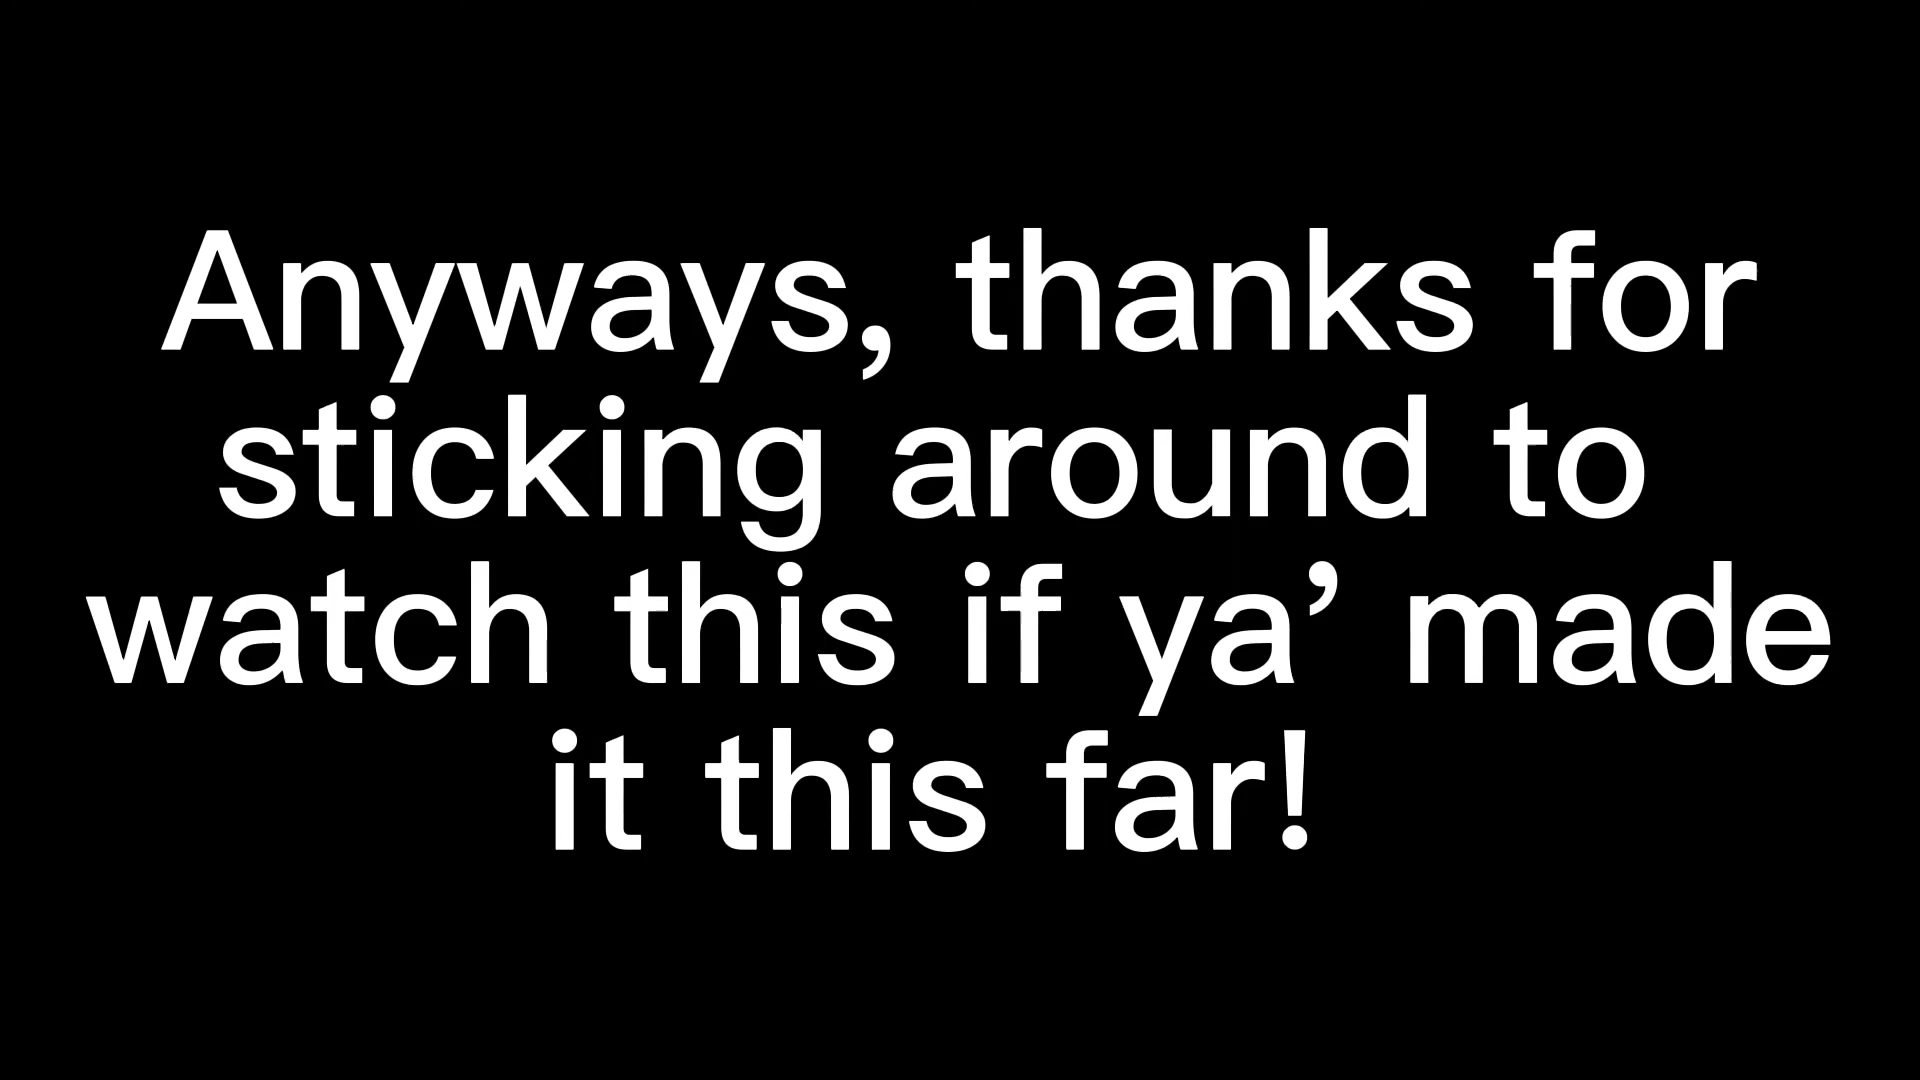 Anyways, thanks for
sticking around to
watch this if ya’ made
it this far!